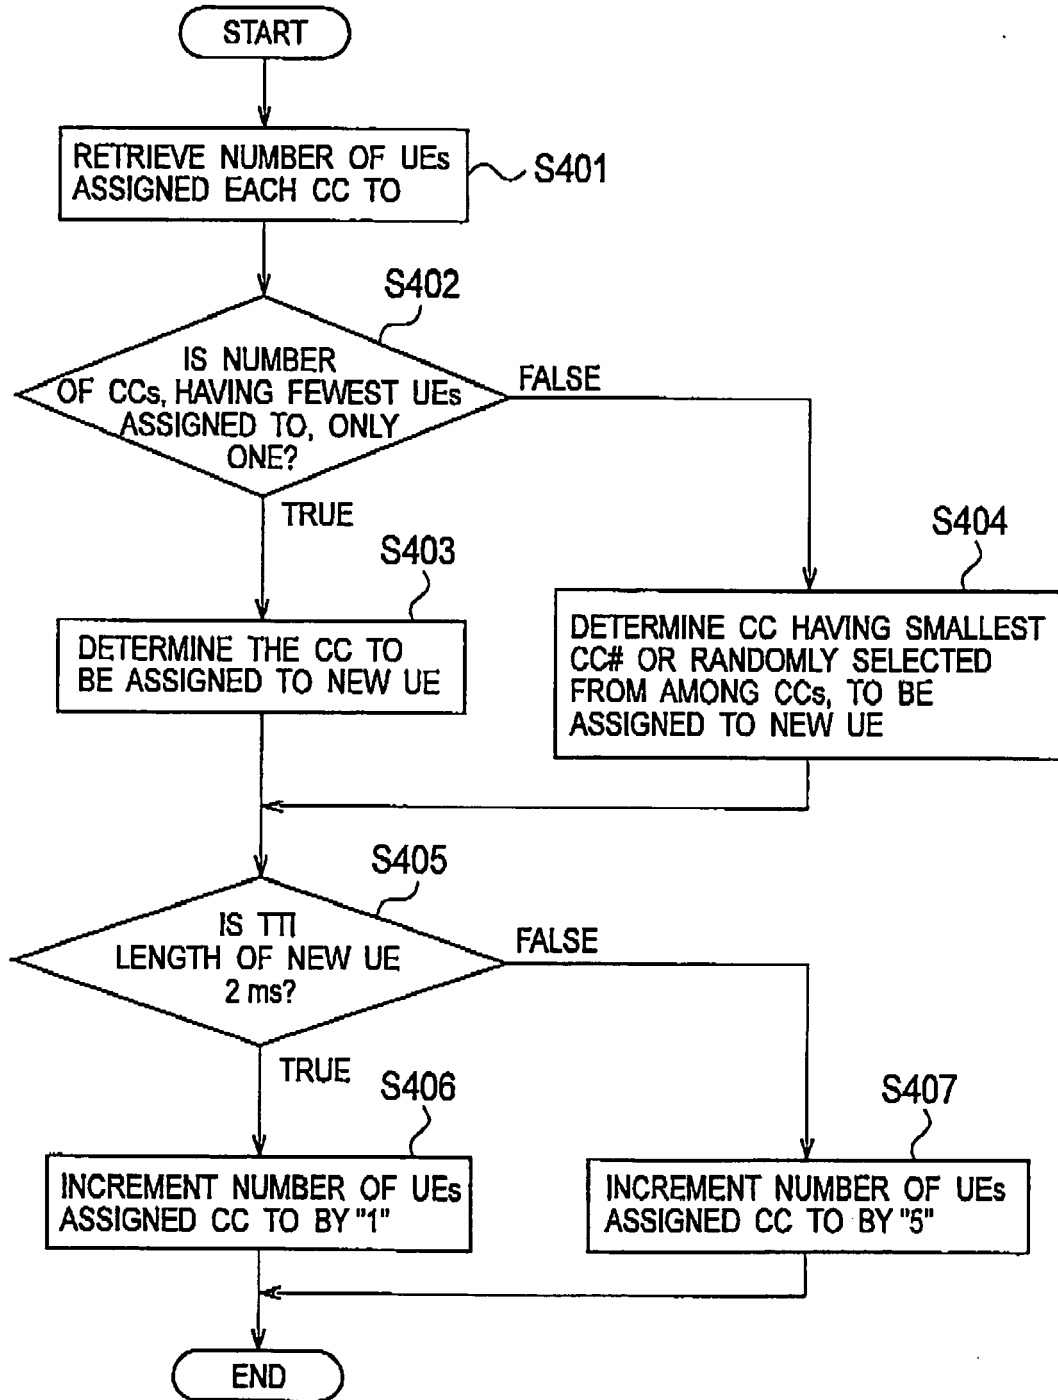 START
RETRIEVE NUMBER OF UEs
ASSIGNED EACH CC TO
S401
S402
IS NUMBER
OF CCs, HAVING FEWEST UEs
ASSIGNED TO, ONLY
ONE?
FALSE
TRUE
S403
DETERMINE THE CC TO
BE ASSIGNED TO NEW UE
S404
DETERMINE CC HAVING SMALLEST
CC# OR RANDOMLY SELECTED
FROM AMONG CCs, TO BE
ASSIGNED TO NEW UE
S405
IS TTI
LENGTH OF NEW UE
2 ms?
FALSE
TRUE
S406
INCREMENT NUMBER OF UEs
ASSIGNED CC TO BY "1"
S407
INCREMENT NUMBER OF UEs
ASSIGNED CC TO BY "5"
END